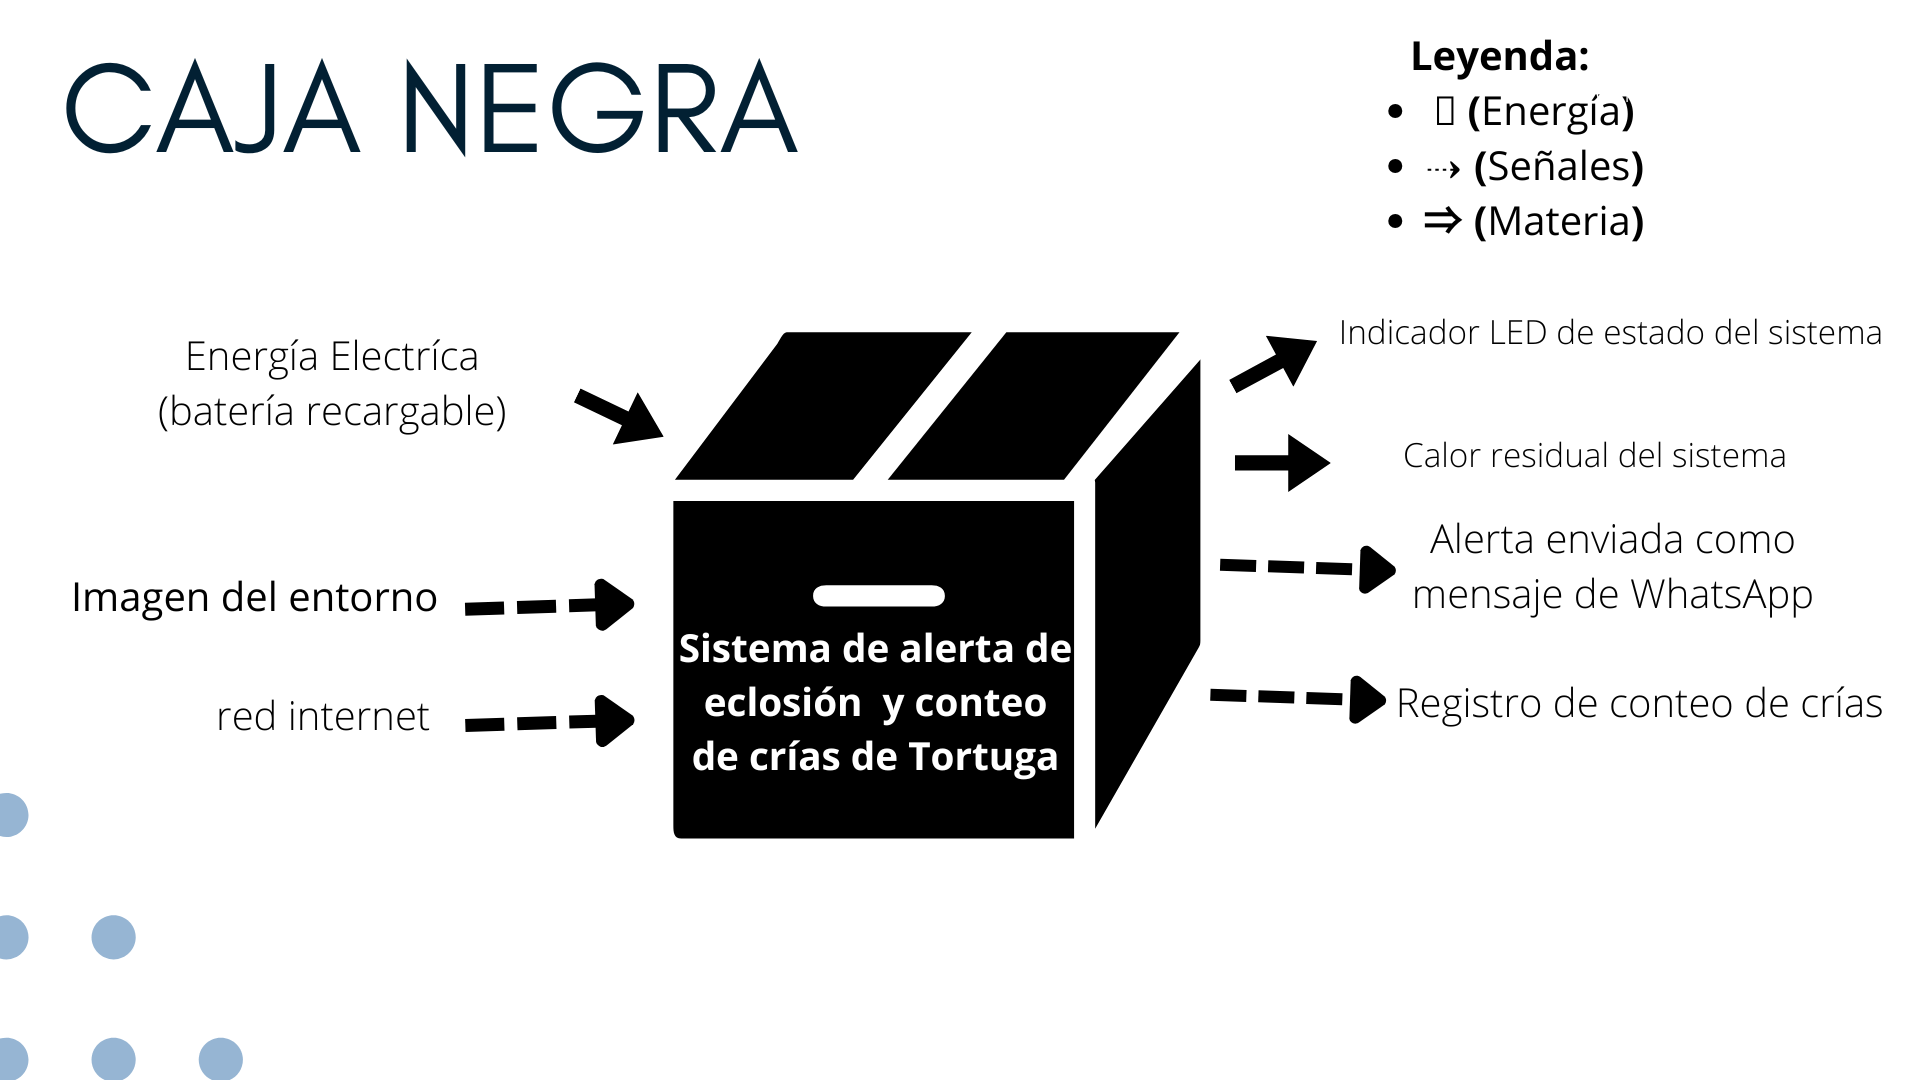 CAJA NEGRA
Leyenda:
• (Energía)
• ⇢ (Señales)
• ⇒ (Materia)
Energía Electríca
(batería recargable)
Imagen del entorno
red internet
Sistema de alerta de
eclosión y conteo
de crías de Tortuga
Indicador LED de estado del sistema
Calor residual del sistema
Alerta enviada como
mensaje de WhatsApp
Registro de conteo de crías